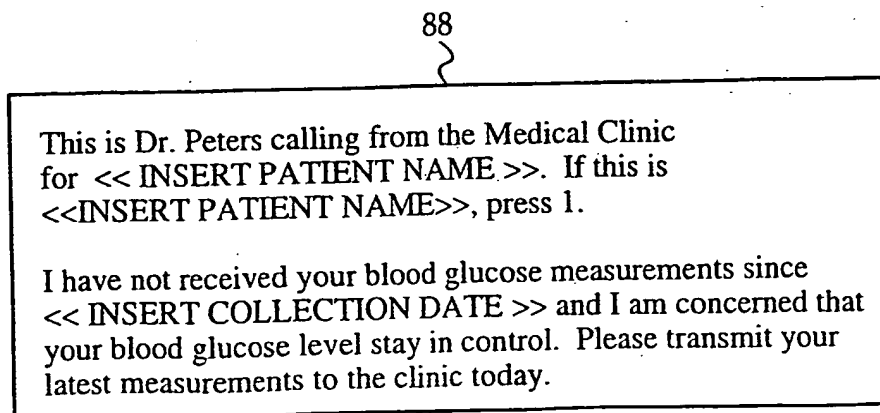 88
This is Dr. Peters calling from the Medical Clinic
for << INSERT PATIENT NAME >>. If this is
<<INSERT PATIENT NAME>>, press 1.
I have not received your blood glucose measurements since
<< INSERT COLLECTION DATE >> and I am concerned that
your blood glucose level stay in control. Please transmit your
latest measurements to the clinic today.